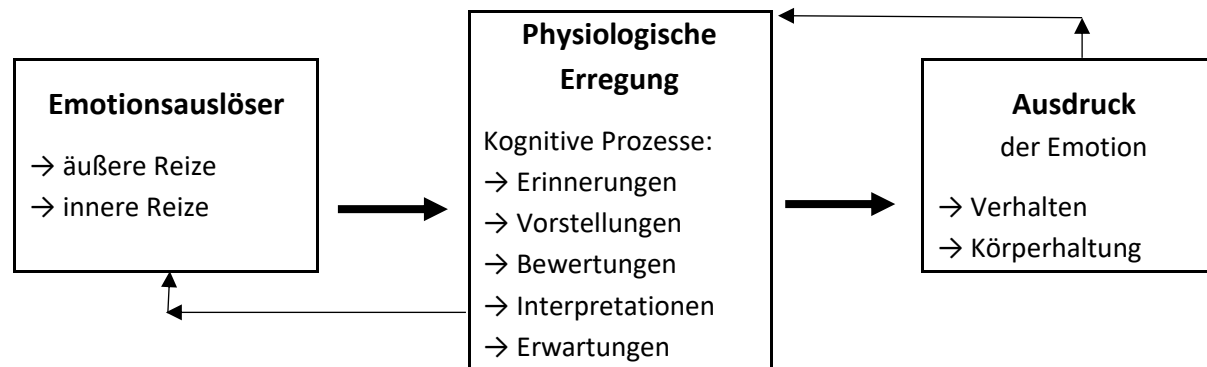 Emotionsauslöser
→ äußere Reize
→ innere Reize
Physiologische
Erregung
Kognitive Prozesse:
→ Erinnerungen
→ Vorstellungen
→ Bewertungen
→ Interpretationen
→ Erwartungen
Ausdruck
der Emotion
→ Verhalten
→ Körperhaltung